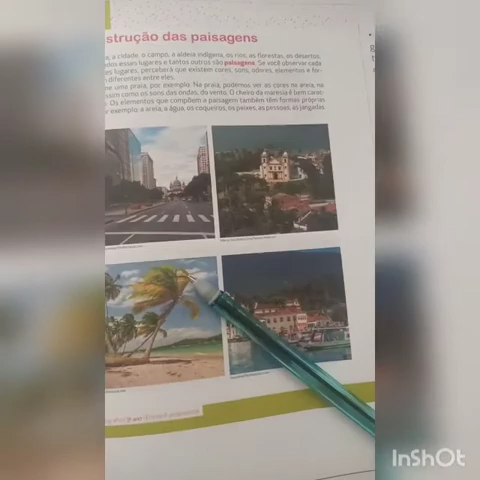 strução das paisagens
a, a cidade, o campo, a aldeia indígena, os rios, as florestas, os desertos,
esses lugares e tantos outros são paisagens. Se você observar cada
es lugares, perceberá que existem cores, sons, odores, elementos e for-
diferentes entre eles.
ne uma praia, por exemplo. Na praia, podemos ver as cores na areia, na
ssim como os sons das ondas, do vento. O cheiro da maresia é bem carac-
Os elementos que compõem a paisagem também têm formas próprias
exemplo: a areia, a água, os coqueiros, os peixes, as pessoas, as jangadas
InShOt